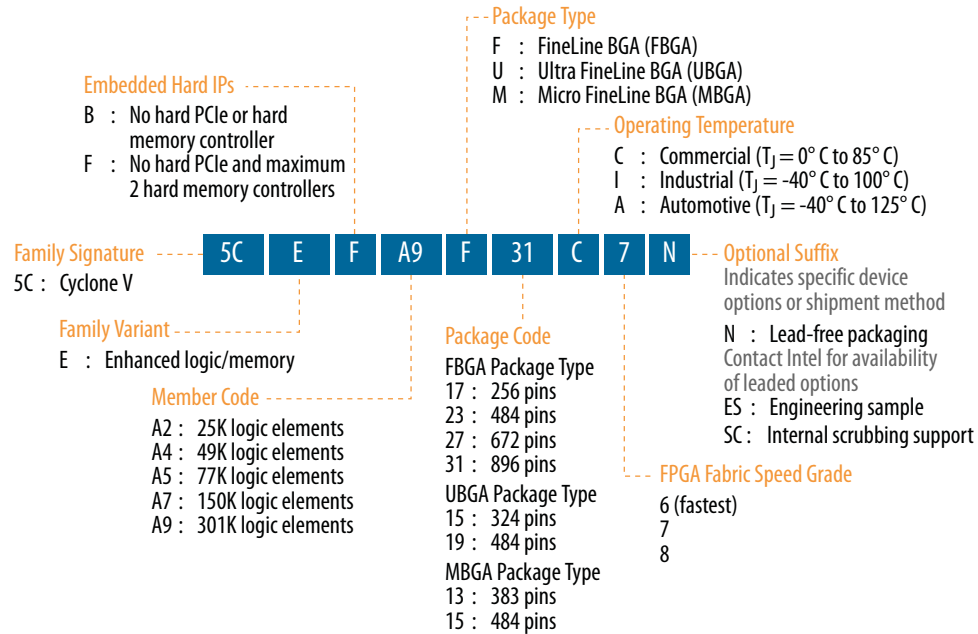 Package Type
F : FineLine BGA (FBGA)
U : Ultra FineLine BGA (UBGA)
M : Micro FineLine BGA (MBGA)
Embedded Hard IPs
B : No hard PCIe or hard
memory controller
F : No hard PCIe and maximum
2 hard memory controllers
Operating Temperature
C : Commercial (TJ = 0° C to 85° C)
I : Industrial (TJ = -40° C to 100° C)
A : Automotive (TJ = -40° C to 125° C)
Family Signature
5C : Cyclone V
5C E F A9 F 31 C 7 N
Optional Suffix
Indicates specific device
options or shipment method
N : Lead-free packaging
Contact Intel for availability
of leaded options
ES : Engineering sample
SC : Internal scrubbing support
Family Variant
E : Enhanced logic/memory
Member Code
A2 : 25K logic elements
A4 : 49K logic elements
A5 : 77K logic elements
A7 : 150K logic elements
A9 : 301K logic elements
Package Code
FBGA Package Type
17 : 256 pins
23 : 484 pins
27 : 672 pins
31 : 896 pins
UBGA Package Type
15 : 324 pins
19 : 484 pins
MBGA Package Type
13 : 383 pins
15 : 484 pins
FPGA Fabric Speed Grade
6 (fastest)
7
8